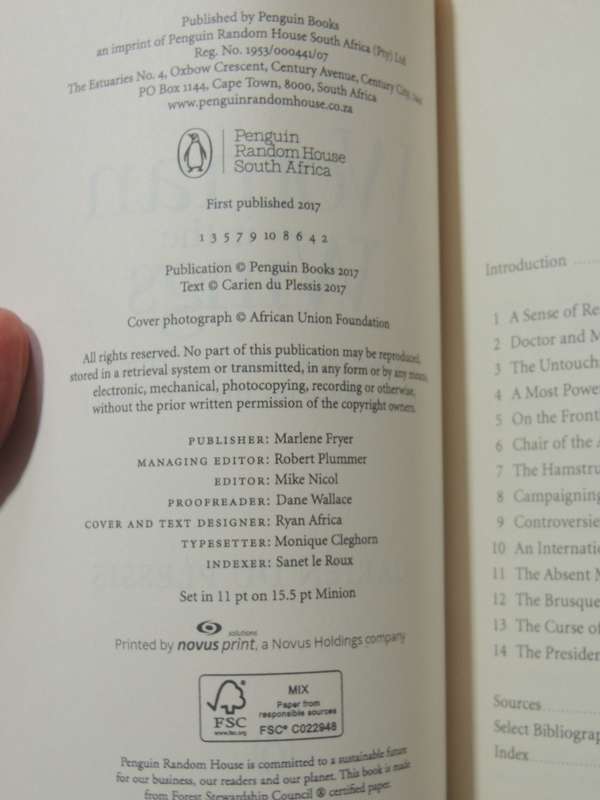 Published by Penguin Books
an imprint of Penguin Random House South Africa (Pty) Ltd
Reg. No. 1953/000441/07
The Estuaries No. 4, Oxbow Crescent, Century Avenue, Century City,
PO Box 1144, Cape Town, 8000, South Africa
www.penguinrandomhouse.co.za
Penguin
Random House
South Africa
First published 2017
1 3 5 7 9 10 8 6 4 2
Publication © Penguin Books 2017
Text © Carien du Plessis 2017
Cover photograph © African Union Foundation
All rights reserved. No part of this publication may be reproduced,
stored in a retrieval system or transmitted, in any form or by any means,
electronic, mechanical, photocopying, recording or otherwise,
without the prior written permission of the copyright owners.
PUBLISHER: Marlene Fryer
MANAGING EDITOR: Robert Plummer
EDITOR: Mike Nicol
PROOFREADER: Dane Wallace
COVER AND TEXT DESIGNER: Ryan Africa
TYPESETTER: Monique Cleghorn
INDEXER: Sanet le Roux
Set in 11 pt on 15.5 pt Minion
solutions
Printed by novus print, a Novus Holdings company
FSC
www.fsc.org
MIX
Paper from
responsible sources
FSC® C022948
Penguin Random House is committed to a sustainable future
for our business, our readers and our planet. This book is made
from Forest Stewardship Council ® certified paper.
Introduction
1 A Sense of Re
2 Doctor and M
3 The Untouch
4 A Most Powe
5 On the Front
6 Chair of the A
7 The Hamstru
8 Campaigning
9 Controversie
10 An Internatio
11 The Absent M
12 The Brusque
13 The Curse of
14 The Presiden
Sources
Select Bibliograp
Index